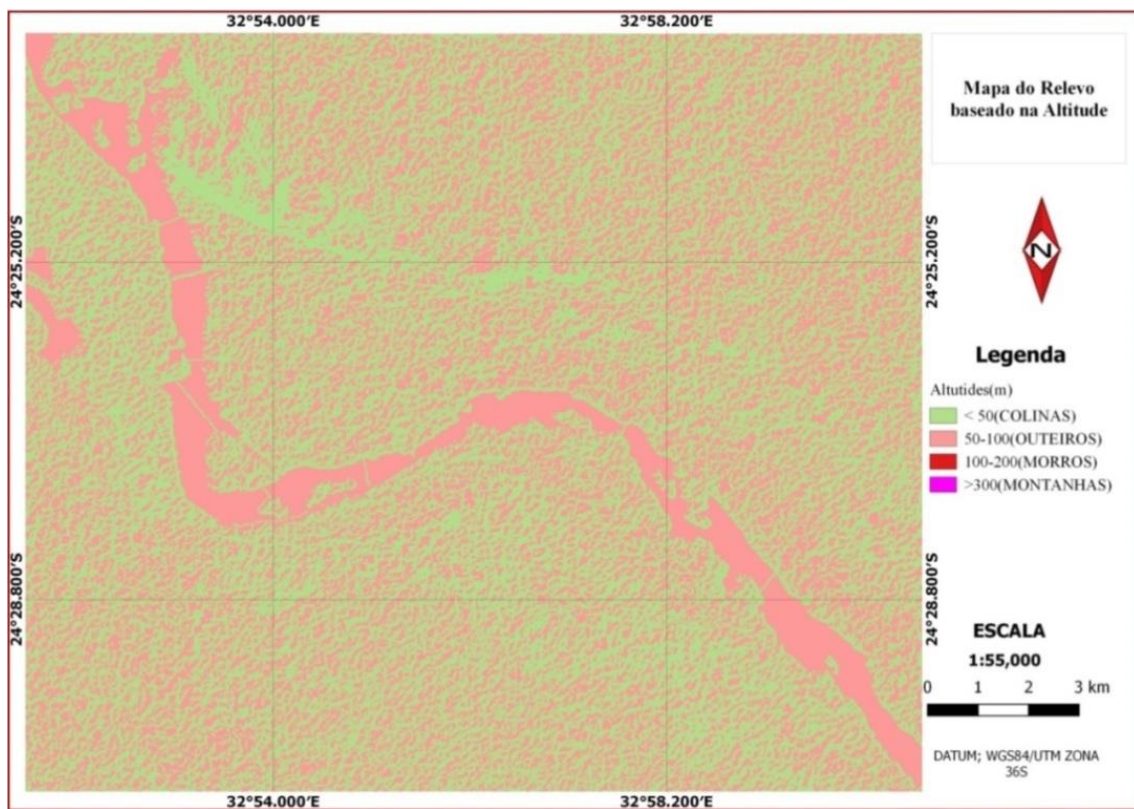 32°54.000′E
32°58.200′E
Mapa do Relevo
baseado na Altitude
24°25.200′S
24°25.200′S
N
Legenda
Altutides(m)
< 50(COLINAS)
50-100(OUTEIROS)
100-200(MORROS)
>300(MONTANHAS)
24°28.800′S
24°28.800′S
ESCALA
1:55,000
0 1 2 3 km
DATUM; WGS84/UTM ZONA
36S
32°54.000′E
32°58.200′E